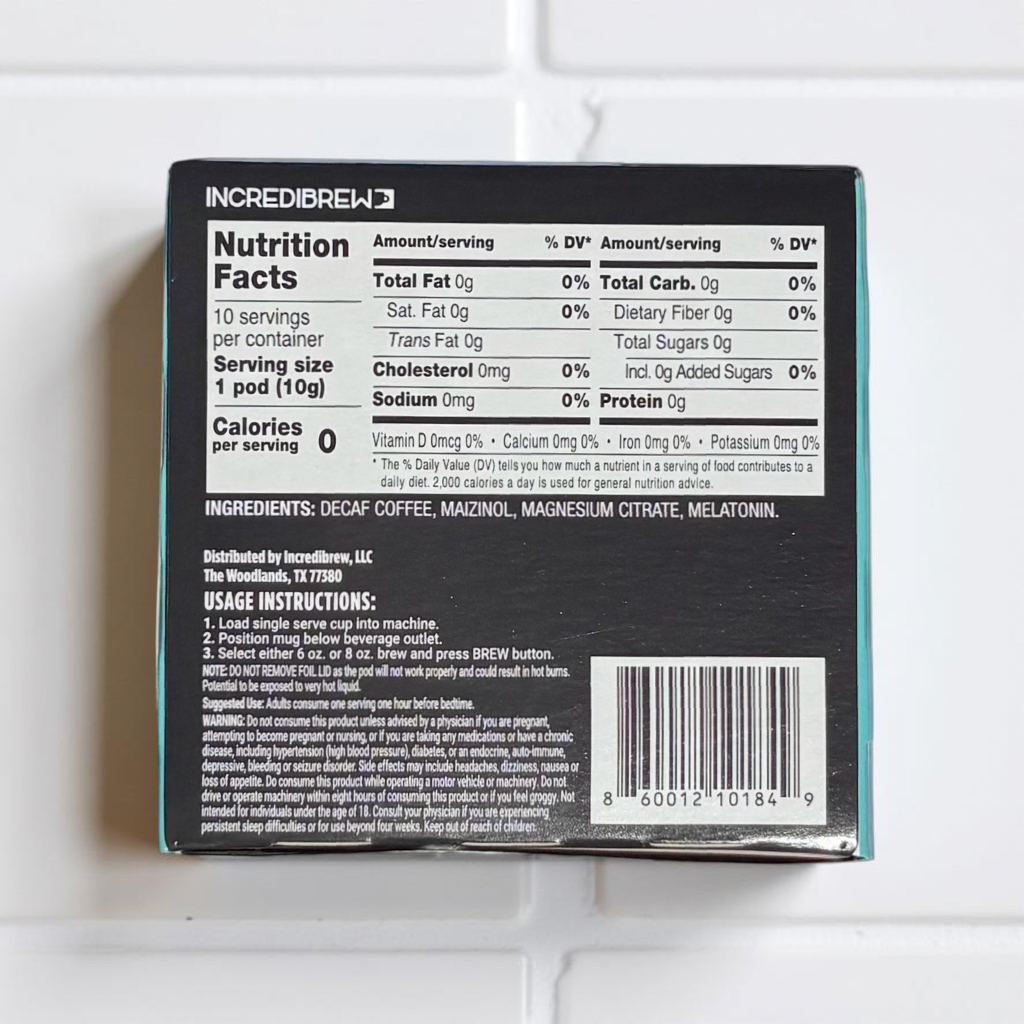 INCREDIBREW
Nutrition
Facts
10 servings
per container
Serving size
1 pod (10g)
Calories
per serving 0
Amount/serving % DV*
Total Fat 0g 0%
Sat. Fat 0g 0%
Trans Fat 0g
Cholesterol 0mg 0%
Sodium 0mg 0%
Amount/serving % DV*
Total Carb. 0g 0%
Dietary Fiber 0g 0%
Total Sugars 0g
Incl. 0g Added Sugars 0%
Protein 0g
Vitamin D 0mcg 0% • Calcium 0mg 0% • Iron 0mg 0% • Potassium 0mg 0%
* The % Daily Value (DV) tells you how much a nutrient in a serving of food contributes to a
daily diet. 2,000 calories a day is used for general nutrition advice.
INGREDIENTS: DECAF COFFEE, MAIZINOL, MAGNESIUM CITRATE, MELATONIN.
Distributed by Incredibrew, LLC
The Woodlands, TX 77380
USAGE INSTRUCTIONS:
1. Load single serve cup into machine.
2. Position mug below beverage outlet.
3. Select either 6 oz. or 8 oz. brew and press BREW button.
NOTE: DO NOT REMOVE FOIL LID as the pod will not work properly and could result in hot burns.
Potential to be exposed to very hot liquid.
Suggested Use: Adults consume one serving one hour before bedtime.
WARNING: Do not consume this product unless advised by a physician if you are pregnant,
attempting to become pregnant or nursing, or if you are taking any medications or have a chronic
disease, including hypertension (high blood pressure), diabetes, or an endocrine, auto-immune,
depressive, bleeding or seizure disorder. Side effects may include headaches, dizziness, nausea or
loss of appetite. Do consume this product while operating a motor vehicle or machinery. Do not
drive or operate machinery within eight hours of consuming this product or if you feel groggy. Not
intended for individuals under the age of 18. Consult your physician if you are experiencing
persistent sleep difficulties or for use beyond four weeks. Keep out of reach of children.
8 60012 10184 9